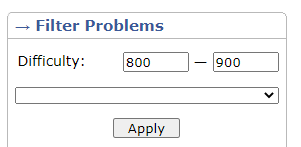 → Filter Problems
Difficulty: 800 — 900
Apply